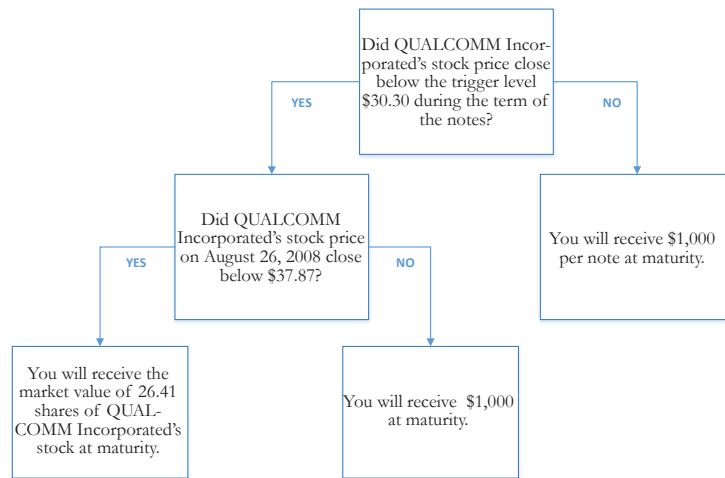 Did QUALCOMM Incor-
porated's stock price close
below the trigger level
$30.30 during the term of
the notes?
YES
NO
Did QUALCOMM
Incorporated's stock price
on August 26, 2008 close
below $37.87?
You will receive $1,000
per note at maturity.
YES
NO
You will receive the
market value of 26.41
shares of QUAL-
COMM Incorporated's
stock at maturity.
You will receive $1,000
at maturity.